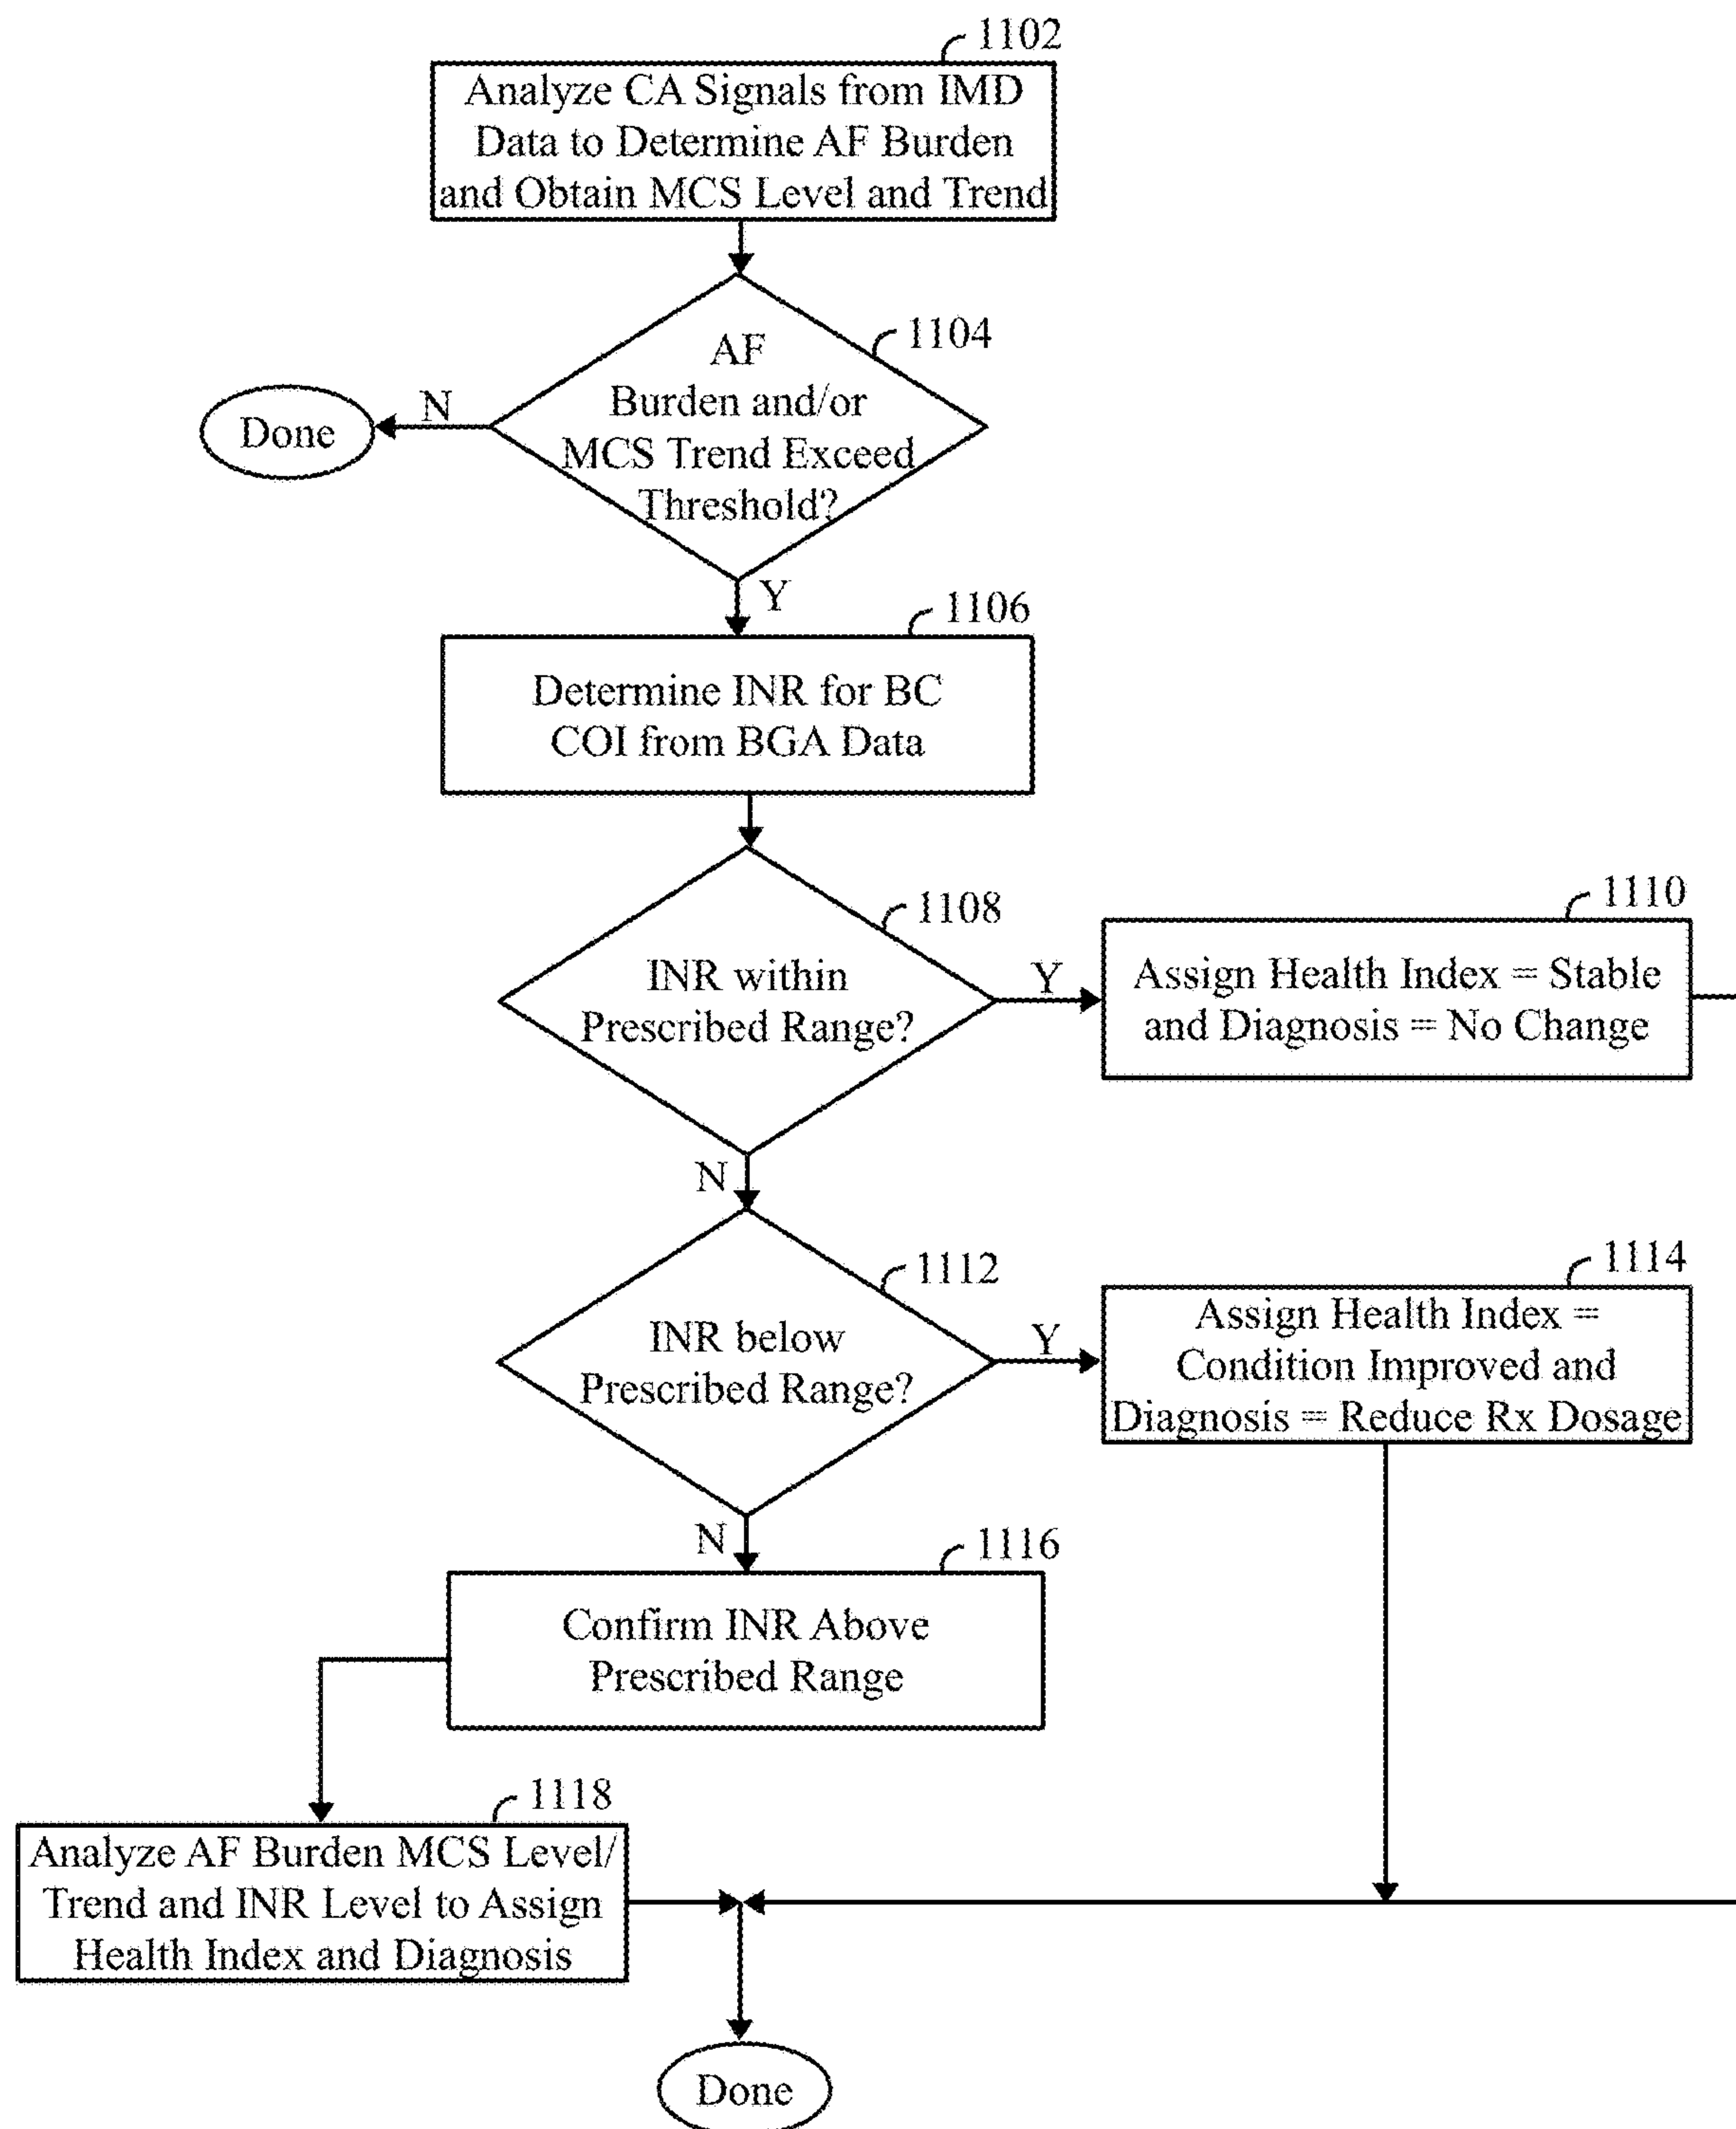 1102
Analyze CA Signals from IMD
Data to Determine AF Burden
and Obtain MCS Level and Trend
1104
AF
Burden and/or
MCS Trend Exceed
Threshold?
N
Done
Y
1106
Determine INR for BC
COI from BGA Data
1108
INR within
Prescribed Range?
Y
1110
Assign Health Index = Stable
and Diagnosis = No Change
N
1112
INR below
Prescribed Range?
Y
1114
Assign Health Index =
Condition Improved and
Diagnosis = Reduce Rx Dosage
N
1116
Confirm INR Above
Prescribed Range
1118
Analyze AF Burden MCS Level/
Trend and INR Level to Assign
Health Index and Diagnosis
Done